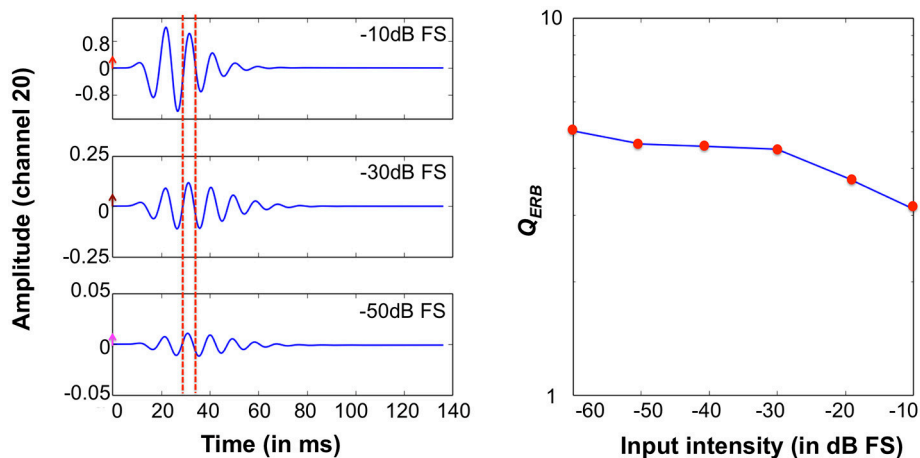 Amplitude (channel 20)
0.8
0
-0.8
-10dB FS
0.25
0
-0.25
-30dB FS
0.05
0
-0.05
-50dB FS
0 20 40 60 80 100 120 140
Time (in ms)
Q_ERB
10
1
-60 -50 -40 -30 -20 -10
Input intensity (in dB FS)